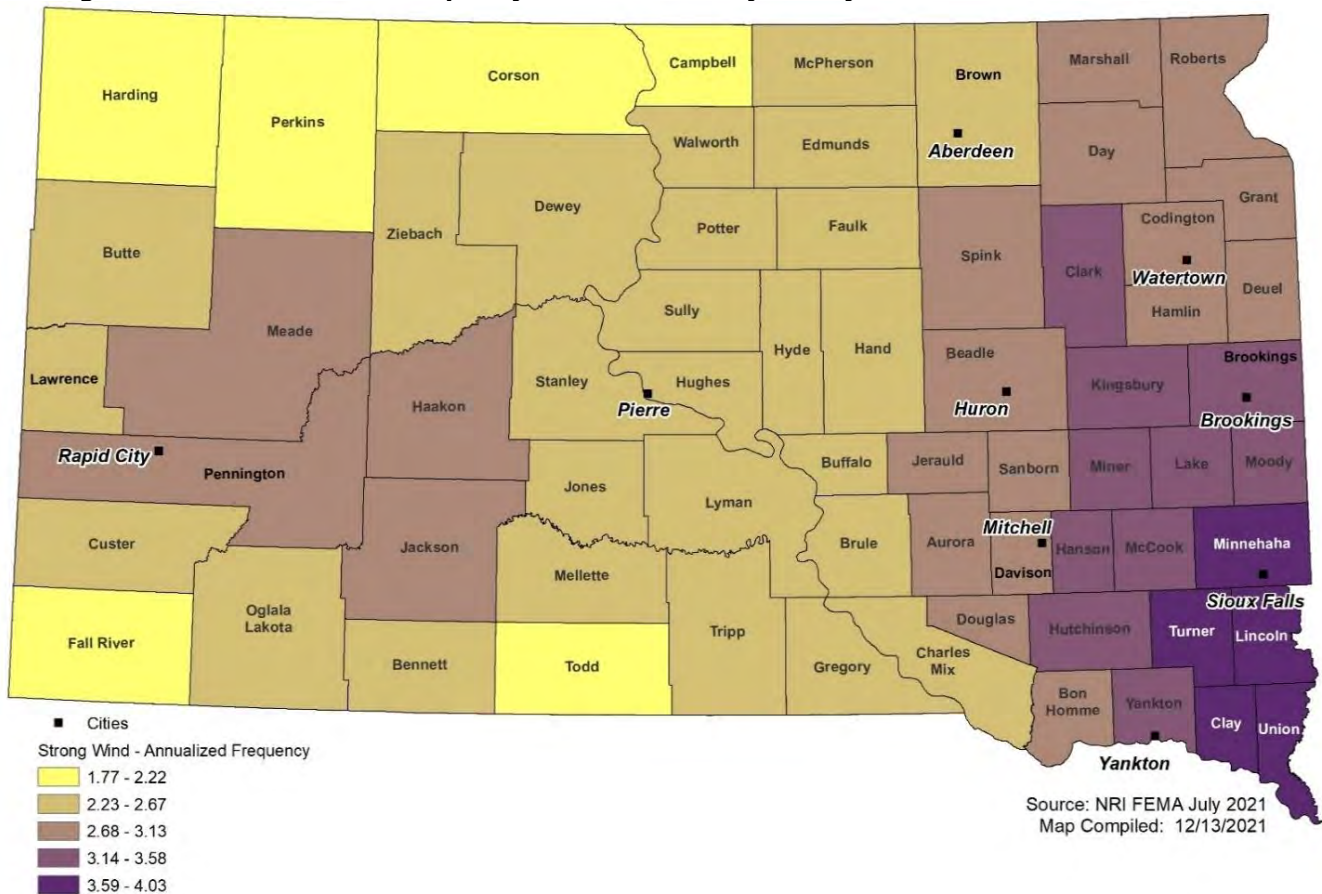 Harding
Perkins
Corson
Campbell
McPherson
Brown
Marshall
Roberts
Walworth
Edmunds
Aberdeen
Day
Butte
Ziebach
Dewey
Potter
Faulk
Spink
Clark
Codington
Grant
Watertown
Hamlin
Deuel
Meade
Sully
Hyde
Hand
Lawrence
Haakon
Stanley
Hughes
Pierre
Beadle
Huron
Kingsbury
Brookings
Brookings
Rapid City
Pennington
Jones
Lyman
Buffalo
Jerauld
Sanborn
Miner
Lake
Moody
Custer
Jackson
Mellette
Brule
Aurora
Mitchell
Davison
Hanson
McCook
Minnehaha
Sioux Falls
Fall River
Oglala
Lakota
Bennett
Todd
Tripp
Gregory
Charles
Mix
Douglas
Hutchinson
Turner
Lincoln
Bon
Homme
Yankton
Clay
Union
Yankton
Cities
Strong Wind - Annualized Frequency
1.77 - 2.22
2.23 - 2.67
2.68 - 3.13
3.14 - 3.58
3.59 - 4.03
Source: NRI FEMA July 2021
Map Compiled: 12/13/2021